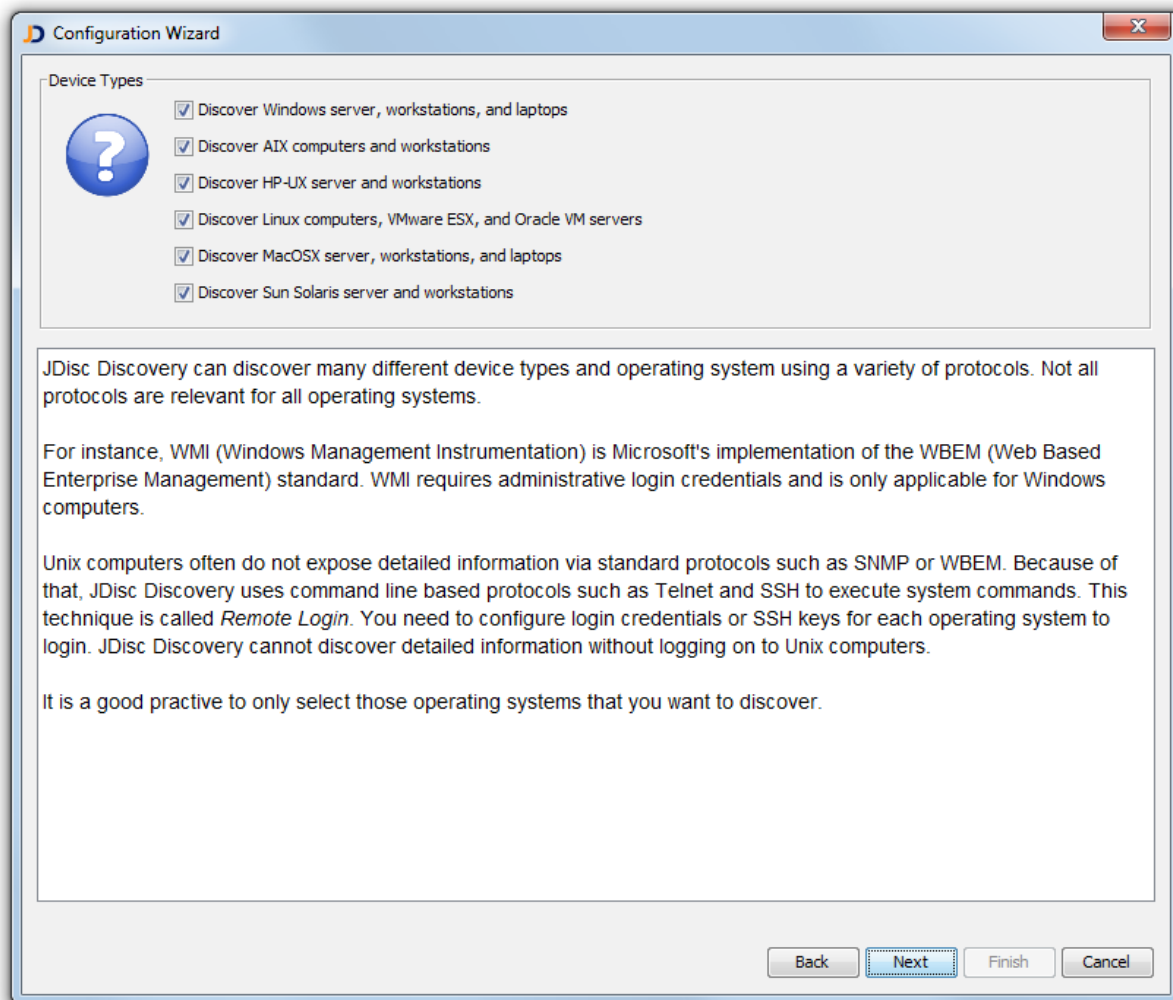 JD Configuration Wizard
x
Device Types
?
Discover Windows server, workstations, and laptops
Discover AIX computers and workstations
Discover HP-UX server and workstations
Discover Linux computers, VMware ESX, and Oracle VM servers
Discover MacOSX server, workstations, and laptops
Discover Sun Solaris server and workstations
JDisc Discovery can discover many different device types and operating system using a variety of protocols. Not all
protocols are relevant for all operating systems.
For instance, WMI (Windows Management Instrumentation) is Microsoft's implementation of the WBEM (Web Based
Enterprise Management) standard. WMI requires administrative login credentials and is only applicable for Windows
computers.
Unix computers often do not expose detailed information via standard protocols such as SNMP or WBEM. Because of
that, JDisc Discovery uses command line based protocols such as Telnet and SSH to execute system commands. This
technique is called Remote Login. You need to configure login credentials or SSH keys for each operating system to
login. JDisc Discovery cannot discover detailed information without logging on to Unix computers.
It is a good practive to only select those operating systems that you want to discover.
Back Next Finish Cancel